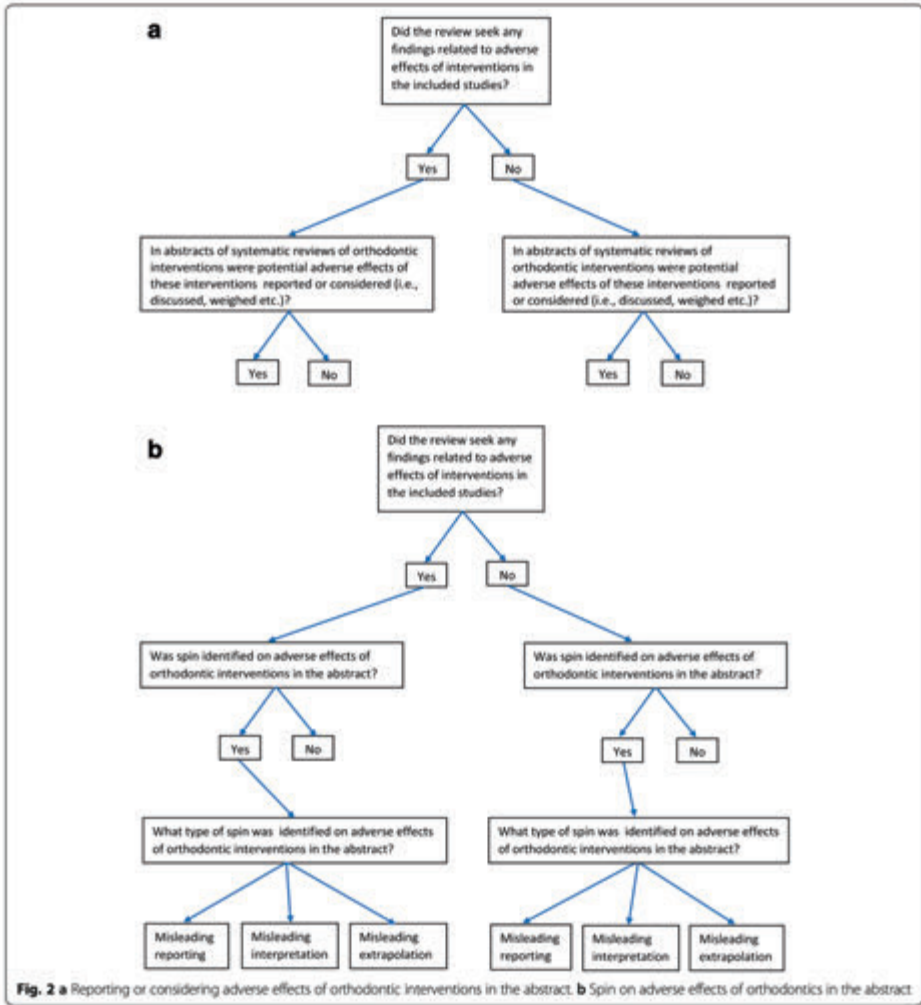 a
Did the review seek any
findings related to adverse
effects of interventions in
the included studies?
Yes
No
In abstracts of systematic reviews of orthodontic
interventions were potential adverse effects of
these interventions reported or considered (i.e.,
discussed, weighed etc.)?
In abstracts of systematic reviews of
orthodontic interventions were potential
adverse effects of these interventions reported
or considered (i.e., discussed, weighed etc.)?
Yes
No
Yes
No
b
Did the review seek any
findings related to adverse
effects of interventions in
the included studies?
Yes
No
Was spin identified on adverse effects of
orthodontic interventions in the abstract?
Was spin identified on adverse effects of
orthodontic interventions in the abstract?
Yes
No
Yes
No
What type of spin was identified on adverse effects
of orthodontic interventions in the abstract?
What type of spin was identified on adverse effects
of orthodontic interventions in the abstract?
Misleading
reporting
Misleading
interpretation
Misleading
extrapolation
Misleading
reporting
Misleading
interpretation
Misleading
extrapolation
Fig. 2 a Reporting or considering adverse effects of orthodontic interventions in the abstract. b Spin on adverse effects of orthodontics in the abstract